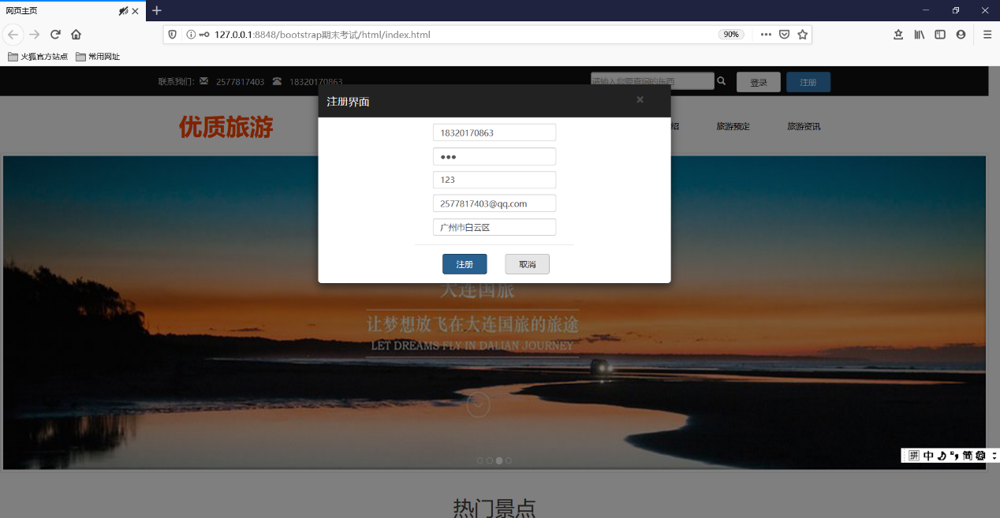 网页主页
127.0.0.1:8848/bootstrap期末考试/html/index.html
90%
火狐官方站点 常用网址
联系我们: 2577817403 18320170863
请输入您要查询的东西 登录 注册
注册界面 ×
优质旅游
绍 旅游预定 旅游资讯
18320170863
●●●
123
2577817403@qq.com
广州市白云区
注册 取消
大连国旅
让梦想放飞在大连国旅的旅途
LET DREAMS FLY IN DALIAN JOURNEY
拼 中 简
热门景点